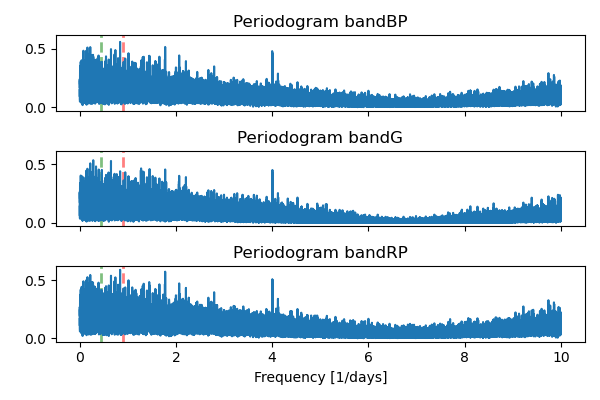 Periodogram bandBP
0.5
0.0
Periodogram bandG
0.5
0.0
Periodogram bandRP
0.5
0.0
0 2 4 6 8 10
Frequency [1/days]